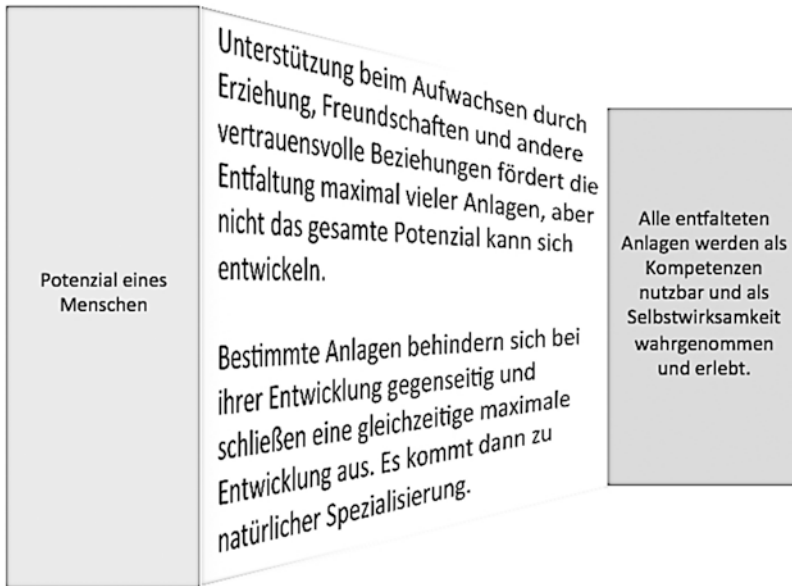 Potenzial eines
Menschen
Unterstützung beim Aufwachsen durch
Erziehung, Freundschaften und andere
vertrauensvolle Beziehungen fördert die
Entfaltung maximal vieler Anlagen, aber
nicht das gesamte Potenzial kann sich
entwickeln.
Bestimmte Anlagen behindern sich bei
ihrer Entwicklung gegenseitig und
schließen eine gleichzeitige maximale
Entwicklung aus. Es kommt dann zu
natürlicher Spezialisierung.
Alle entfalteten
Anlagen werden als
Kompetenzen
nutzbar und als
Selbstwirksamkeit
wahrgenommen
und erlebt.